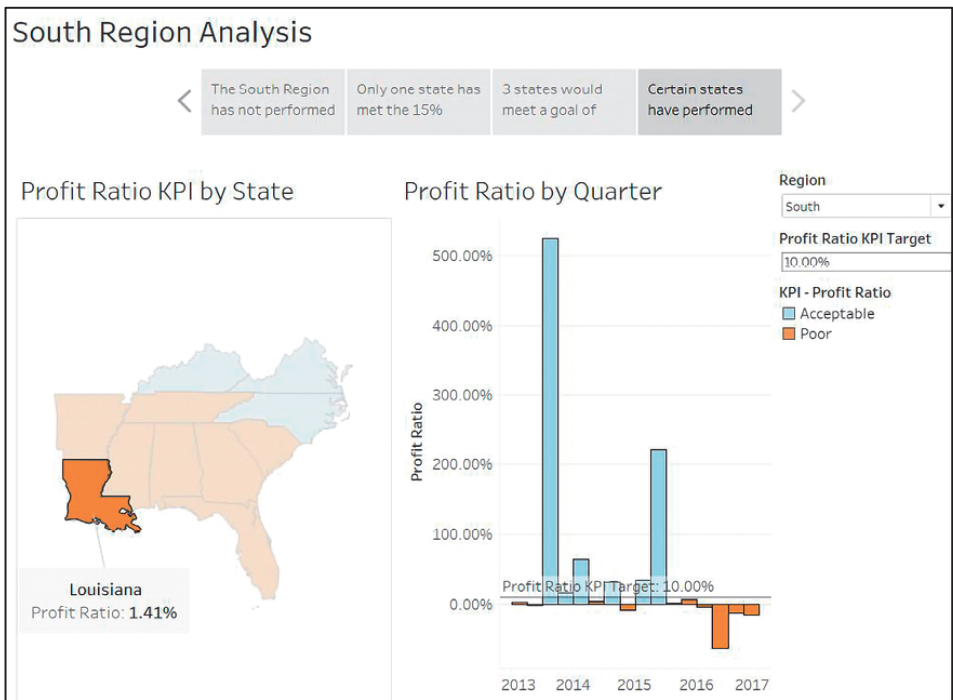 South Region Analysis
The South Region
has not performed
Only one state has
met the 15%
3 states would
meet a goal of
Certain states
have performed
Profit Ratio KPI by State
Louisiana
Profit Ratio: 1.41%
Profit Ratio by Quarter
Profit Ratio
500.00%
400.00%
300.00%
200.00%
100.00%
0.00%
Profit Ratio KPI Target: 10.00%
2013 2014 2015 2016 2017
Region
South
Profit Ratio KPI Target
10.00%
KPI - Profit Ratio
Acceptable
Poor